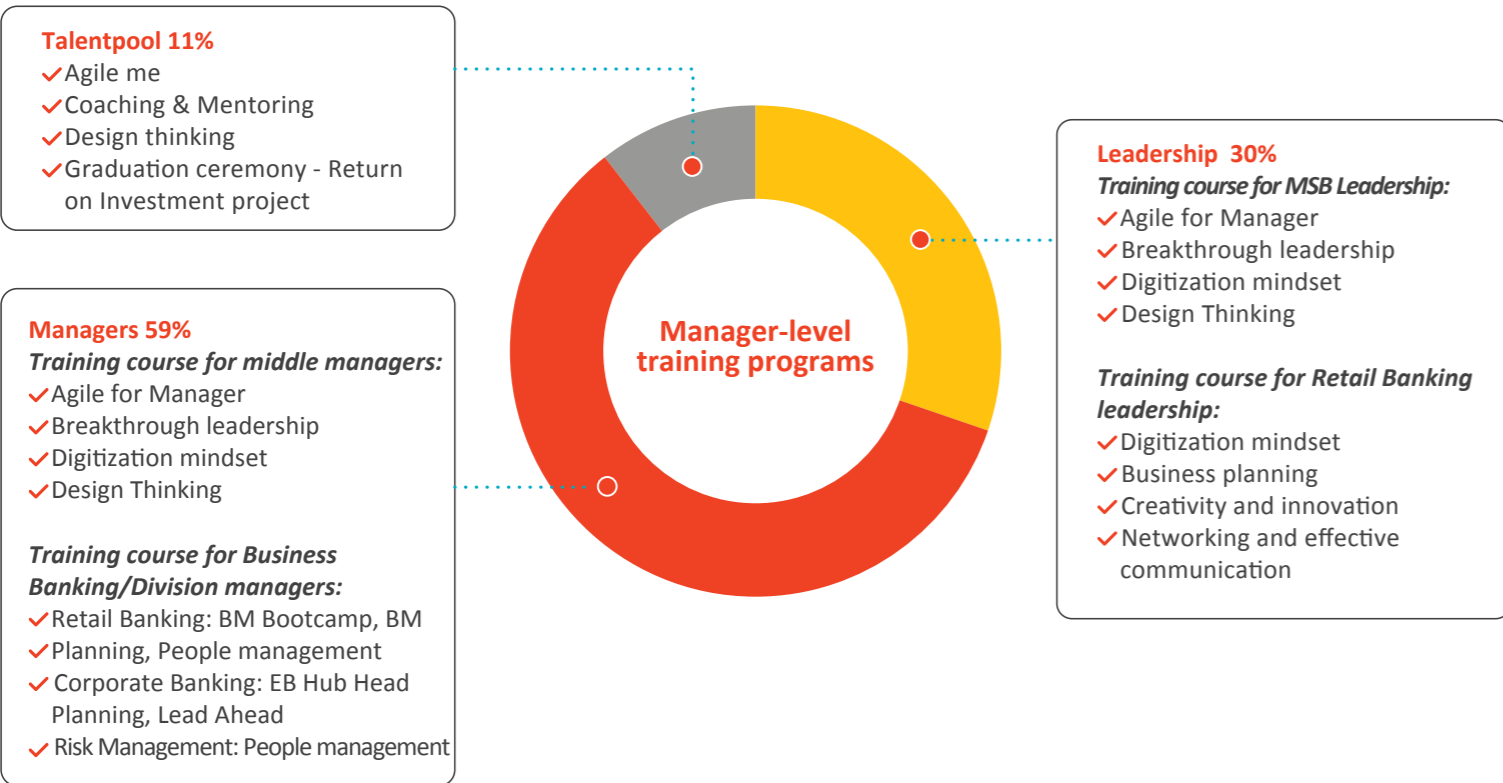 Talentpool 11%
Agile me
Coaching & Mentoring
Design thinking
Graduation ceremony - Return
on Investment project
Managers 59%
Training course for middle managers:
Agile for Manager
Breakthrough leadership
Digitization mindset
Design Thinking
Training course for Business
Banking/Division managers:
Retail Banking: BM Bootcamp, BM
Planning, People management
Corporate Banking: EB Hub Head
Planning, Lead Ahead
Risk Management: People management
Manager-level
training programs
Leadership 30%
Training course for MSB Leadership:
Agile for Manager
Breakthrough leadership
Digitization mindset
Design Thinking
Training course for Retail Banking
leadership:
Digitization mindset
Business planning
Creativity and innovation
Networking and effective
communication